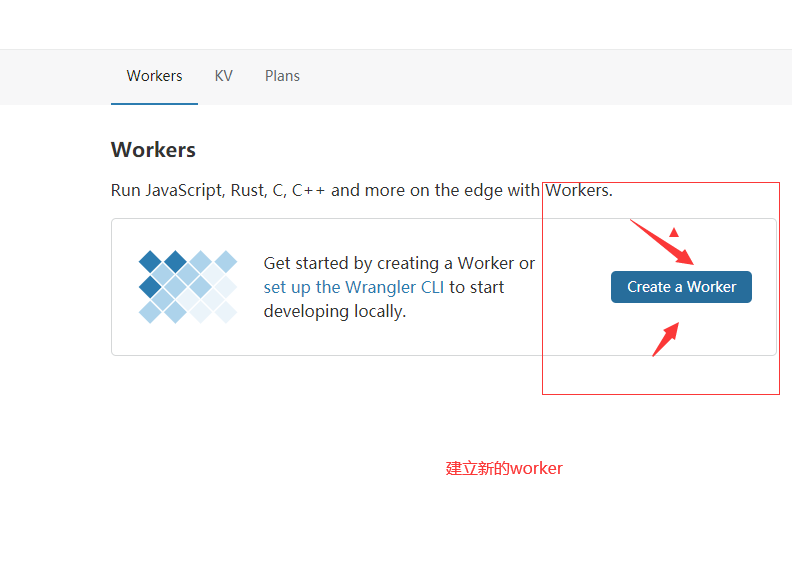 Workers KV Plans
Workers
Run JavaScript, Rust, C, C++ and more on the edge with Workers.
Get started by creating a Worker or
set up the Wrangler CLI to start
developing locally.
Create a Worker
建立新的worker